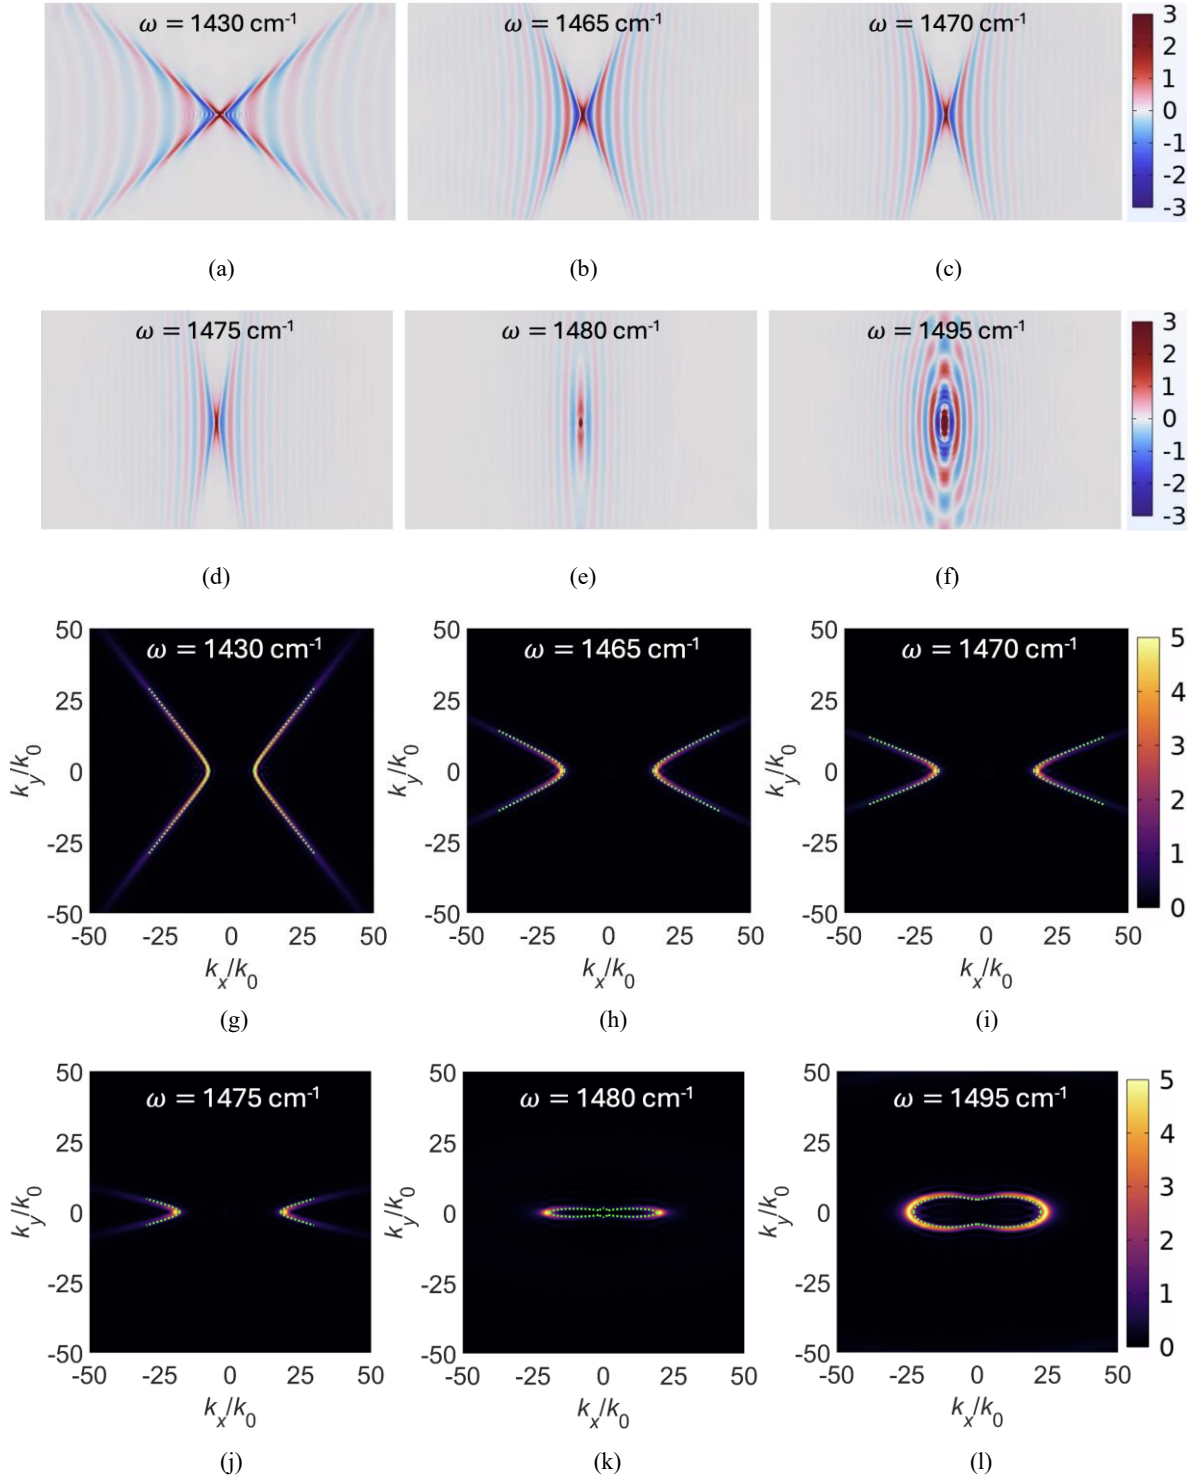 ω = 1430 cm⁻¹ ω = 1465 cm⁻¹ ω = 1470 cm⁻¹
3
2
1
0
-1
-2
-3
(a) (b) (c)
ω = 1475 cm⁻¹ ω = 1480 cm⁻¹ ω = 1495 cm⁻¹
3
2
1
0
-1
-2
-3
(d) (e) (f)
ω = 1430 cm⁻¹
50
25
0
-25
-50
kᵧ/k₀
-50 -25 0 25 50
kₓ/k₀
(g)
ω = 1465 cm⁻¹
50
25
0
-25
-50
kᵧ/k₀
-50 -25 0 25 50
kₓ/k₀
(h)
ω = 1470 cm⁻¹
50
25
0
-25
-50
kᵧ/k₀
-50 -25 0 25 50
kₓ/k₀
(i)
5
4
3
2
1
0
ω = 1475 cm⁻¹
50
25
0
-25
-50
kᵧ/k₀
-50 -25 0 25 50
kₓ/k₀
(j)
ω = 1480 cm⁻¹
50
25
0
-25
-50
kᵧ/k₀
-50 -25 0 25 50
kₓ/k₀
(k)
ω = 1495 cm⁻¹
50
25
0
-25
-50
kᵧ/k₀
-50 -25 0 25 50
kₓ/k₀
(l)
5
4
3
2
1
0